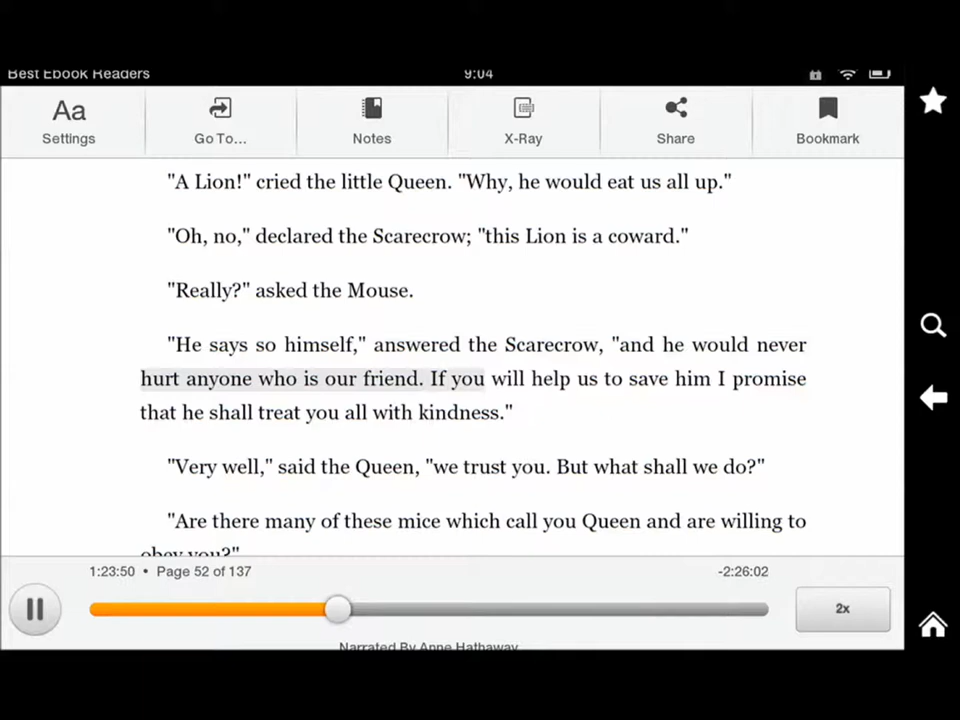 Best Ebook Readers 9:04
Aa
Settings Go To... Notes X-Ray Share Bookmark
"A Lion!" cried the little Queen. "Why, he would eat us all up."
"Oh, no," declared the Scarecrow; "this Lion is a coward."
"Really?" asked the Mouse.
"He says so himself," answered the Scarecrow, "and he would never
hurt anyone who is our friend. If you will help us to save him I promise
that he shall treat you all with kindness."
"Very well," said the Queen, "we trust you. But what shall we do?"
"Are there many of these mice which call you Queen and are willing to
obey you?"
1:23:50 • Page 52 of 137 -2:26:02
2x
Narrated By Anne Hathaway